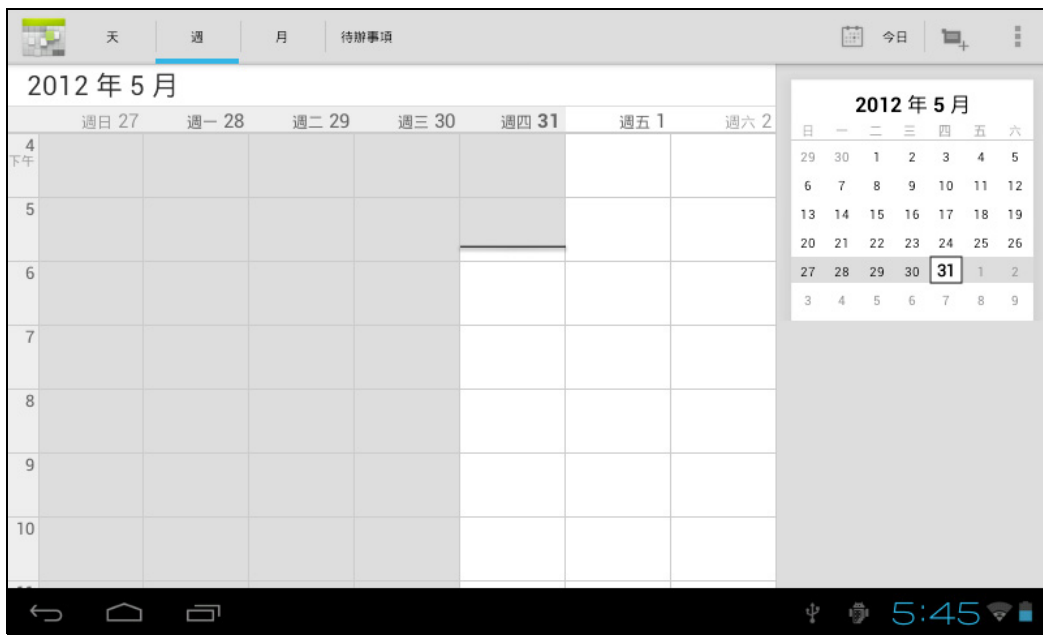 天 週 月 待辦事項 今日
2012 年 5 月
週日 27 週一 28 週二 29 週三 30 週四 31 週五 1 週六 2
4
下午
5
6
7
8
9
10
2012 年 5 月
日 一 二 三 四 五 六
29 30 1 2 3 4 5
6 7 8 9 10 11 12
13 14 15 16 17 18 19
20 21 22 23 24 25 26
27 28 29 30 31 1 2
3 4 5 6 7 8 9
5:45